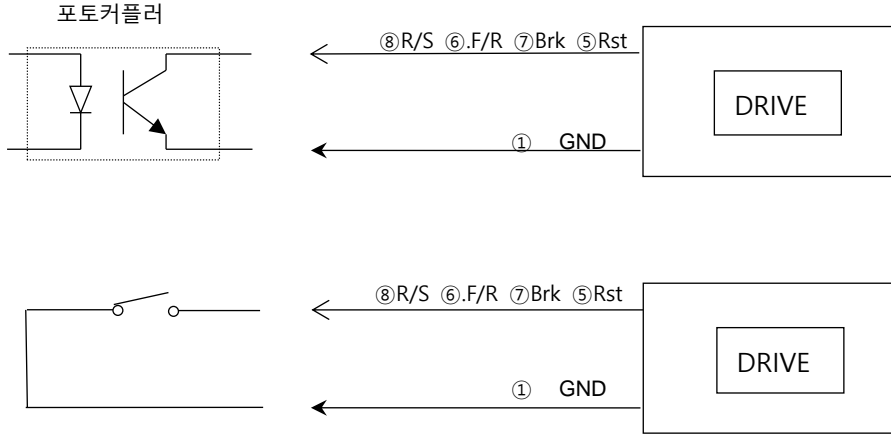 포토커플러
⑧R/S ⑥.F/R ⑦Brk ⑤Rst
DRIVE
① GND
⑧R/S ⑥.F/R ⑦Brk ⑤Rst
DRIVE
① GND